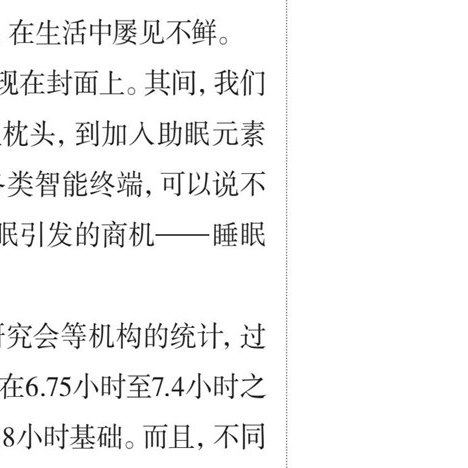 在生活中屡见不鲜。
现在封面上。其间,我们
枕头,到加入助眠元素
各类智能终端,可以说不
眠引发的商机——睡眠
研究会等机构的统计,过
在6.75小时至7.4小时之
8小时基础。而且,不同